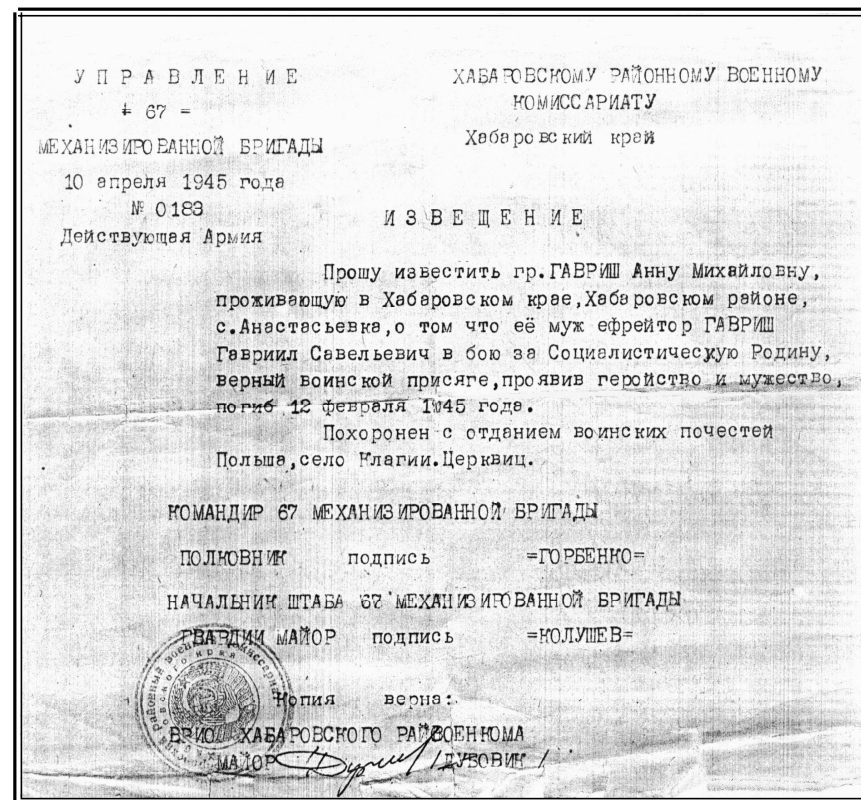 УПРАВЛЕНИЕ
= 67 =
МЕХАНИЗИРОВАННОЙ БРИГАДЫ
10 апреля 1945 года
№ 0183
Действующая Армия
ХАБАРОВСКОМУ РАЙОННОМУ ВОЕННОМУ
КОМИССАРИАТУ
Хабаровский край
ИЗВЕЩЕНИЕ
Прошу известить гр.ГАВРИШ Анну Михайловну,
проживающую в Хабаровском крае,Хабаровском районе,
с.Анастасьевка,о том что её муж ефрейтор ГАВРИШ
Гавриил Савельевич в бою за Социалистическую Родину,
верный воинской присяге,проявив геройство и мужество,
погиб 12 февраля 1945 года.
Похоронен с отданием воинских почестей
Польша,село Клагии.Церквиц.
КОМАНДИР 67 МЕХАНИЗИРОВАННОЙ БРИГАДЫ
ПОЛКОВНИК подпись =ГОРБЕНКО=
НАЧАЛЬНИК ШТАБА 67 МЕХАНИЗИРОВАННОЙ БРИГАДЫ
ГВАРДИИ МАЙОР подпись =КОЛУШЕВ=
Копия верна:
ВРИО ХАБАРОВСКОГО РАЙВОЕНКОМА
МАЙОР /ДУБОВИК /